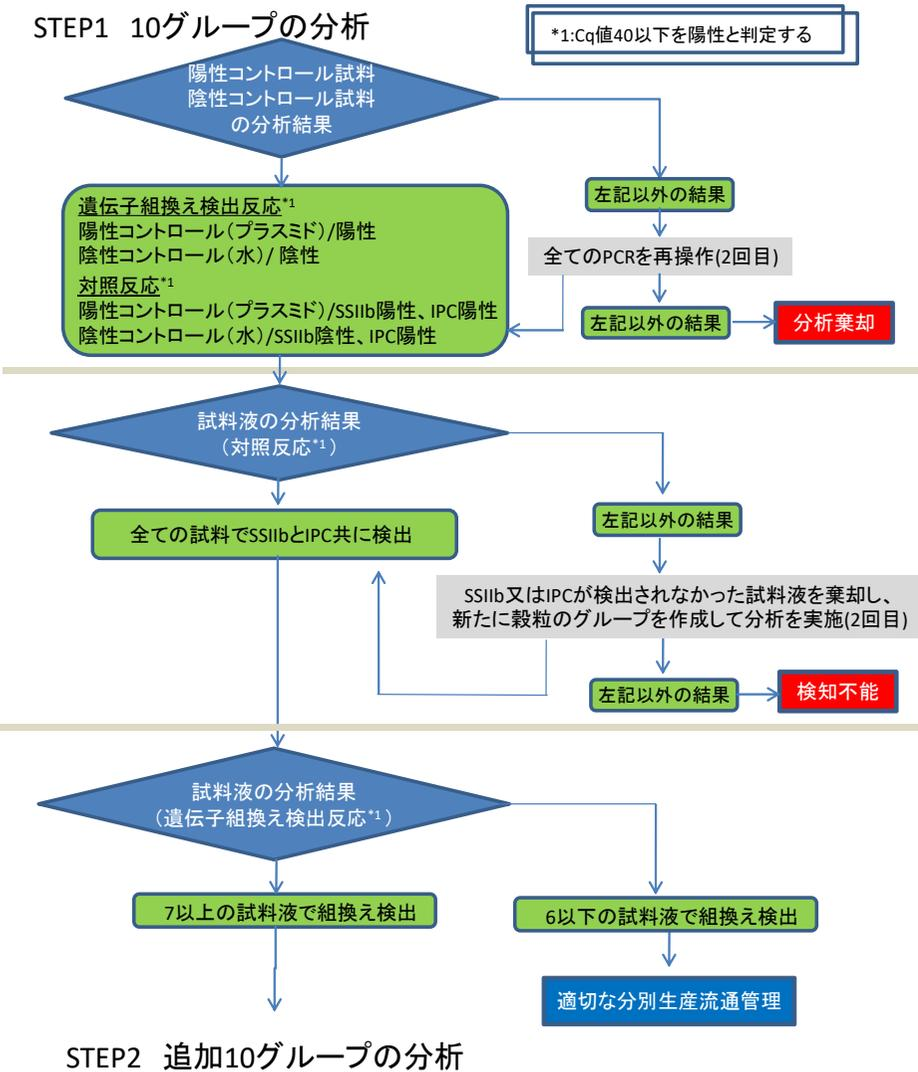 STEP1 10グループの分析
*1:Cq値40以下を陽性と判定する
陽性コントロール試料
陰性コントロール試料
の分析結果
遺伝子組換え検出反応*1
陽性コントロール（プラスミド）/陽性
陰性コントロール（水）/ 陰性
対照反応*1
陽性コントロール（プラスミド）/SSIIb陽性、IPC陽性
陰性コントロール（水）/SSIIb陰性、IPC陽性
左記以外の結果
全てのPCRを再操作(2回目)
左記以外の結果
分析棄却
試料液の分析結果
（対照反応*1）
全ての試料でSSIIbとIPC共に検出
左記以外の結果
SSIIb又はIPCが検出されなかった試料液を棄却し、
新たに穀粒のグループを作成して分析を実施(2回目)
左記以外の結果
検知不能
試料液の分析結果
（遺伝子組換え検出反応*1）
7以上の試料液で組換え検出
6以下の試料液で組換え検出
適切な分別生産流通管理
STEP2 追加10グループの分析